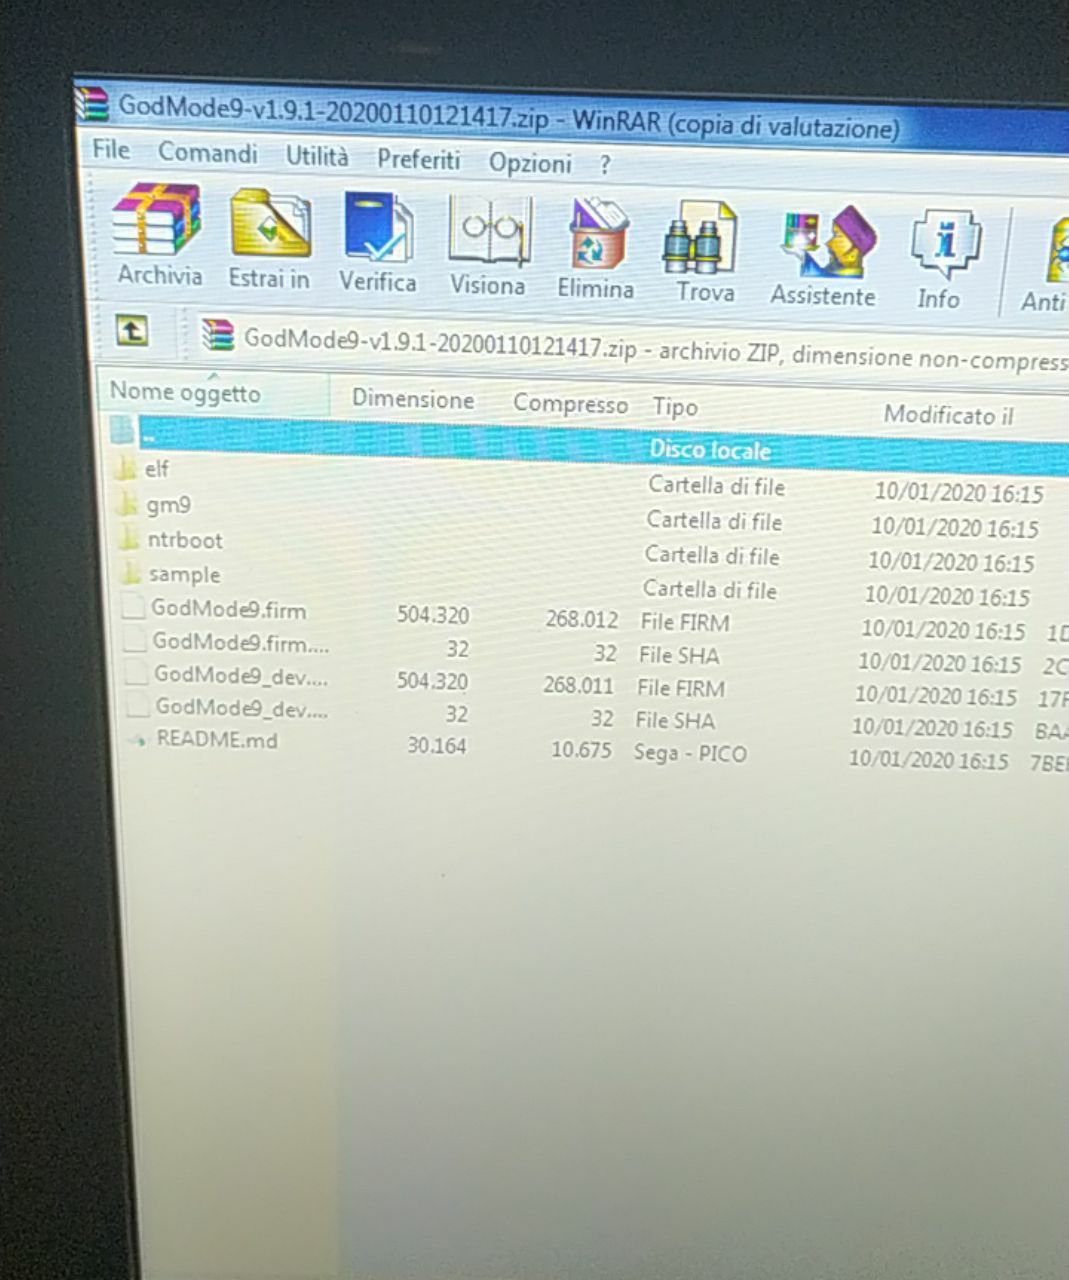 GodMode9-v1.9.1-20200110121417.zip - WinRAR (copia di valutazione)
File Comandi Utilità Preferiti Opzioni ?
Archivia Estrai in Verifica Visiona Elimina Trova Assistente Info Anti
GodMode9-v1.9.1-20200110121417.zip - archivio ZIP, dimensione non-compress
Nome oggetto Dimensione Compresso Tipo Modificato il
.. Disco locale
elf Cartella di file 10/01/2020 16:15
gm9 Cartella di file 10/01/2020 16:15
ntrboot Cartella di file 10/01/2020 16:15
sample Cartella di file 10/01/2020 16:15
GodMode9.firm 504.320 268.012 File FIRM 10/01/2020 16:15 1D
GodMode9.firm.... 32 32 File SHA 10/01/2020 16:15 2C
GodMode9_dev.... 504.320 268.011 File FIRM 10/01/2020 16:15 17F
GodMode9_dev.... 32 32 File SHA 10/01/2020 16:15 BAA
README.md 30.164 10.675 Sega - PICO 10/01/2020 16:15 7BE